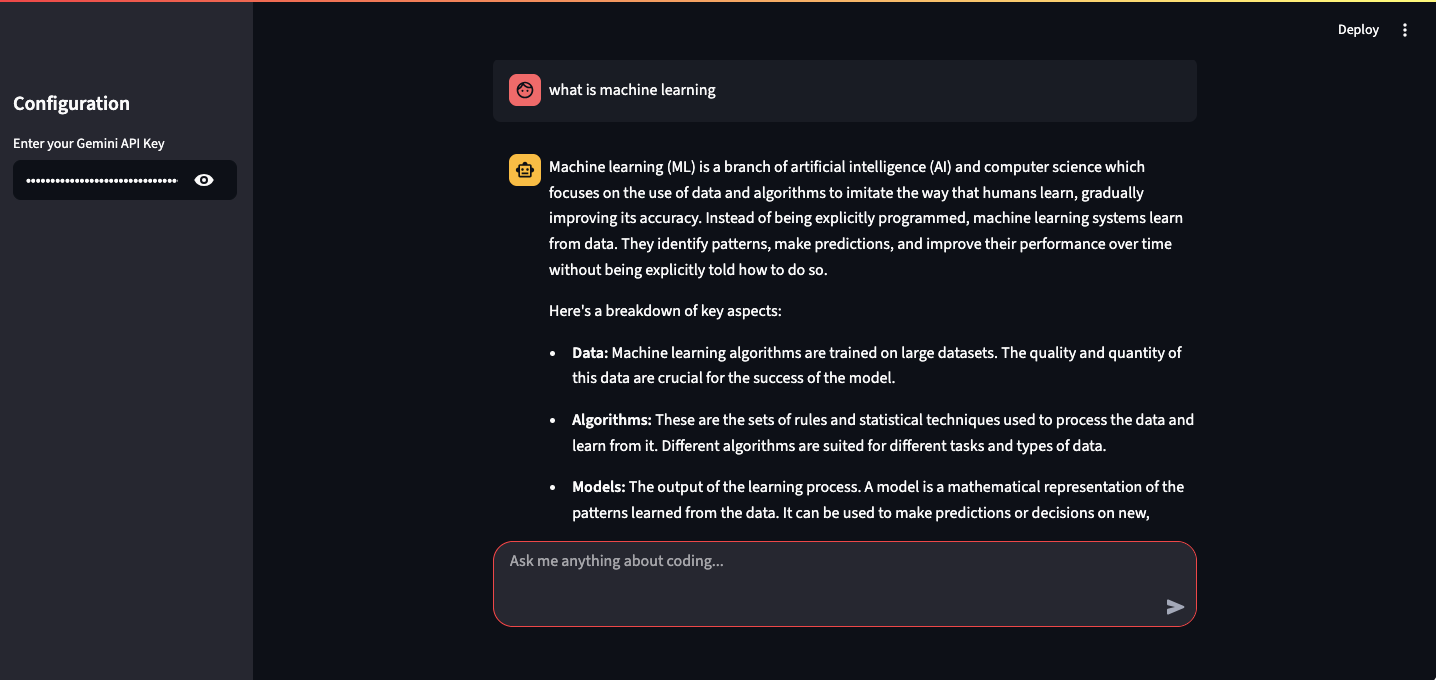 Deploy
Configuration
Enter your Gemini API Key
what is machine learning
Machine learning (ML) is a branch of artificial intelligence (AI) and computer science which
focuses on the use of data and algorithms to imitate the way that humans learn, gradually
improving its accuracy. Instead of being explicitly programmed, machine learning systems learn
from data. They identify patterns, make predictions, and improve their performance over time
without being explicitly told how to do so.
Here's a breakdown of key aspects:
• Data: Machine learning algorithms are trained on large datasets. The quality and quantity of
this data are crucial for the success of the model.
• Algorithms: These are the sets of rules and statistical techniques used to process the data and
learn from it. Different algorithms are suited for different tasks and types of data.
• Models: The output of the learning process. A model is a mathematical representation of the
patterns learned from the data. It can be used to make predictions or decisions on new,
Ask me anything about coding...